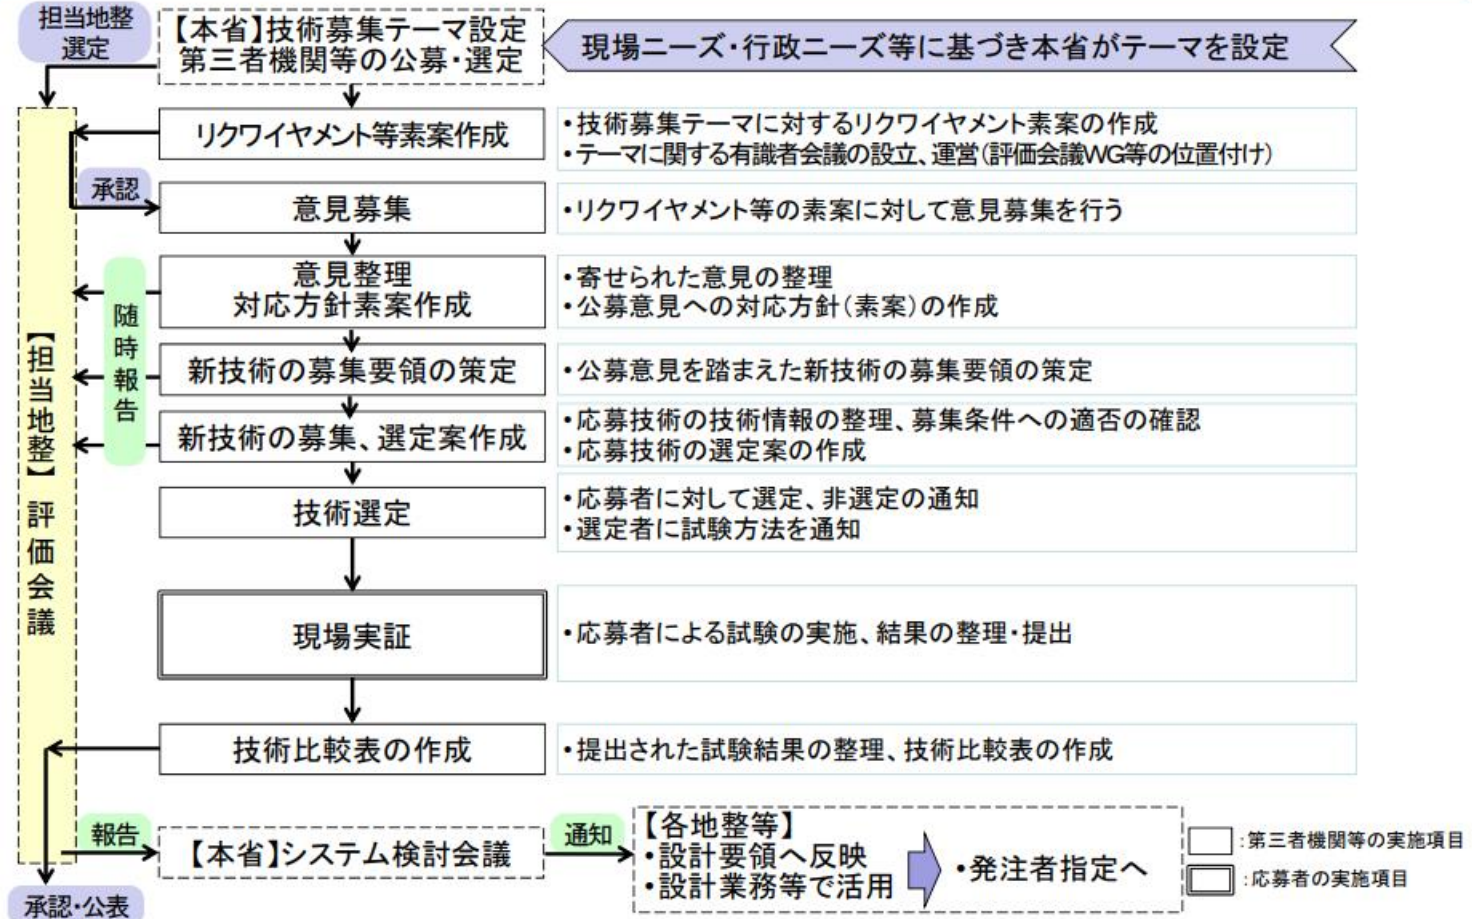 担当地整
選定
【本省】技術募集テーマ設定
第三者機関等の公募・選定
現場ニーズ・行政ニーズ等に基づき本省がテーマを設定
リクワイヤメント等素案作成
・技術募集テーマに対するリクワイヤメント素案の作成
・テーマに関する有識者会議の設立、運営(評価会議WG等の位置付け)
承認
意見募集
・リクワイヤメント等の素案に対して意見募集を行う
意見整理
対応方針素案作成
・寄せられた意見の整理
・公募意見への対応方針(素案)の作成
随時報告
【担当地整】評価会議
新技術の募集要領の策定
・公募意見を踏まえた新技術の募集要領の策定
新技術の募集、選定案作成
・応募技術の技術情報の整理、募集条件への適否の確認
・応募技術の選定案の作成
技術選定
・応募者に対して選定、非選定の通知
・選定者に試験方法を通知
現場実証
・応募者による試験の実施、結果の整理・提出
技術比較表の作成
・提出された試験結果の整理、技術比較表の作成
報告
【本省】システム検討会議
通知
【各地整等】
・設計要領へ反映
・設計業務等で活用
・発注者指定へ
:第三者機関等の実施項目
:応募者の実施項目
承認・公表